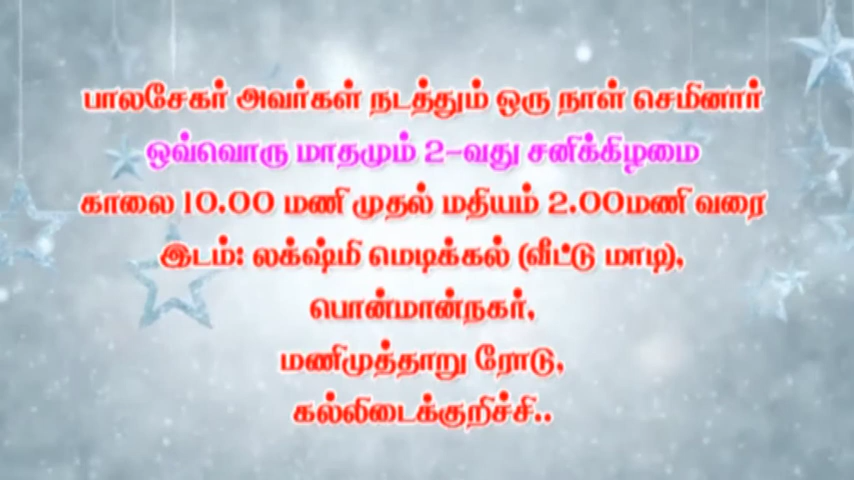 பாலசேகர் அவர்கள் நடத்தும் ஒரு நாள் செமினார்
ஒவ்வொரு மாதமும் 2-வது சனிக்கிழமை
காலை 10.00 மணி முதல் மதியம் 2.00மணி வரை
இடம்: லக்ஷ்மி மெடிக்கல் (வீட்டு மாடி),
பொன்மான்நகர்,
மணிமுத்தாறு ரோடு,
கல்லிடைக்குறிச்சி..